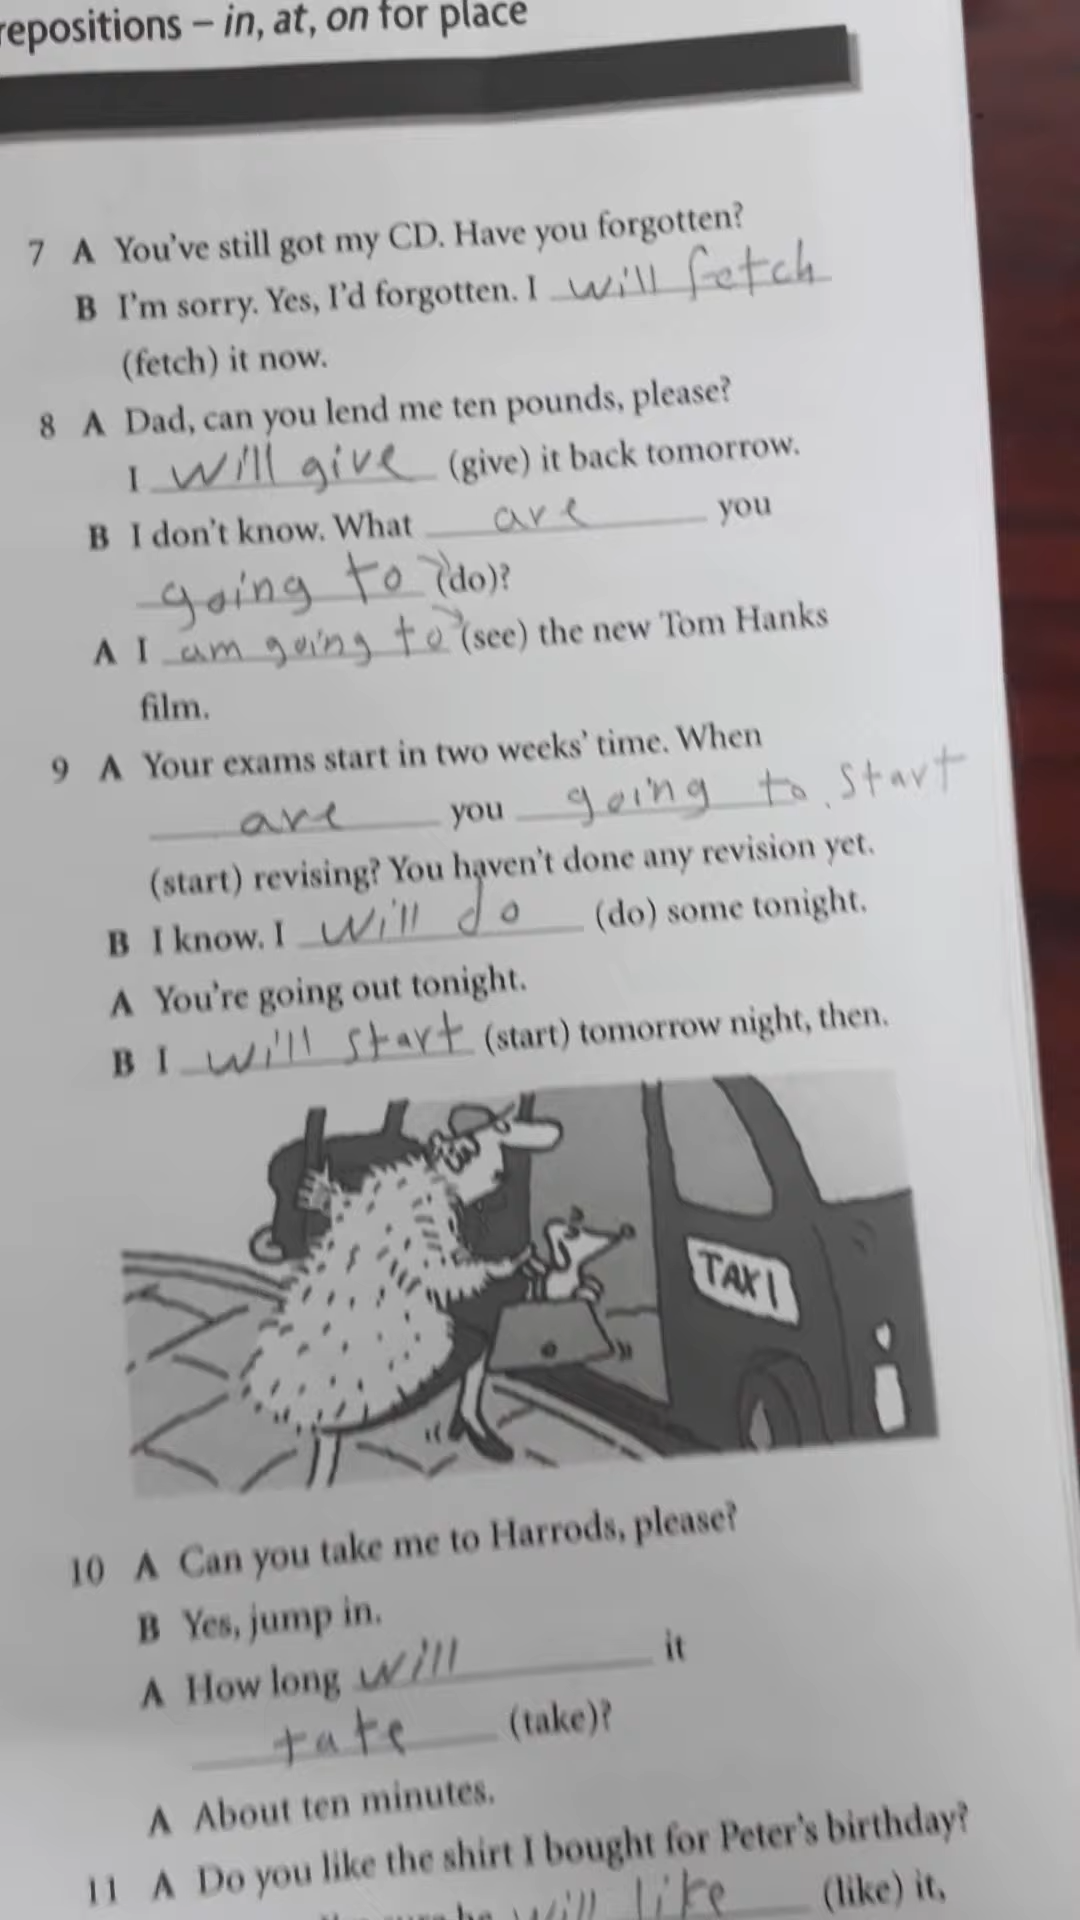 repositions – in, at, on for place
7 A You've still got my CD. Have you forgotten?
B I'm sorry. Yes, I'd forgotten. I will fetch
(fetch) it now.
8 A Dad, can you lend me ten pounds, please?
I will give (give) it back tomorrow.
B I don't know. What are you
going to (do)?
A I am going to (see) the new Tom Hanks
film.
9 A Your exams start in two weeks' time. When
are you going to start
(start) revising? You haven't done any revision yet.
B I know. I will do (do) some tonight.
A You're going out tonight.
B I will start (start) tomorrow night, then.
TAXI
10 A Can you take me to Harrods, please?
B Yes, jump in.
A How long will it
take (take)?
A About ten minutes.
11 A Do you like the shirt I bought for Peter's birthday?
will like (like) it,